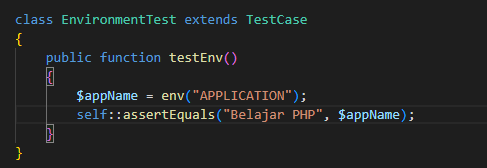 class EnvironmentTest extends TestCase
{
    public function testEnv()
    {
        $appName = env("APPLICATION");
        self::assertEquals("Belajar PHP", $appName);
    }
}